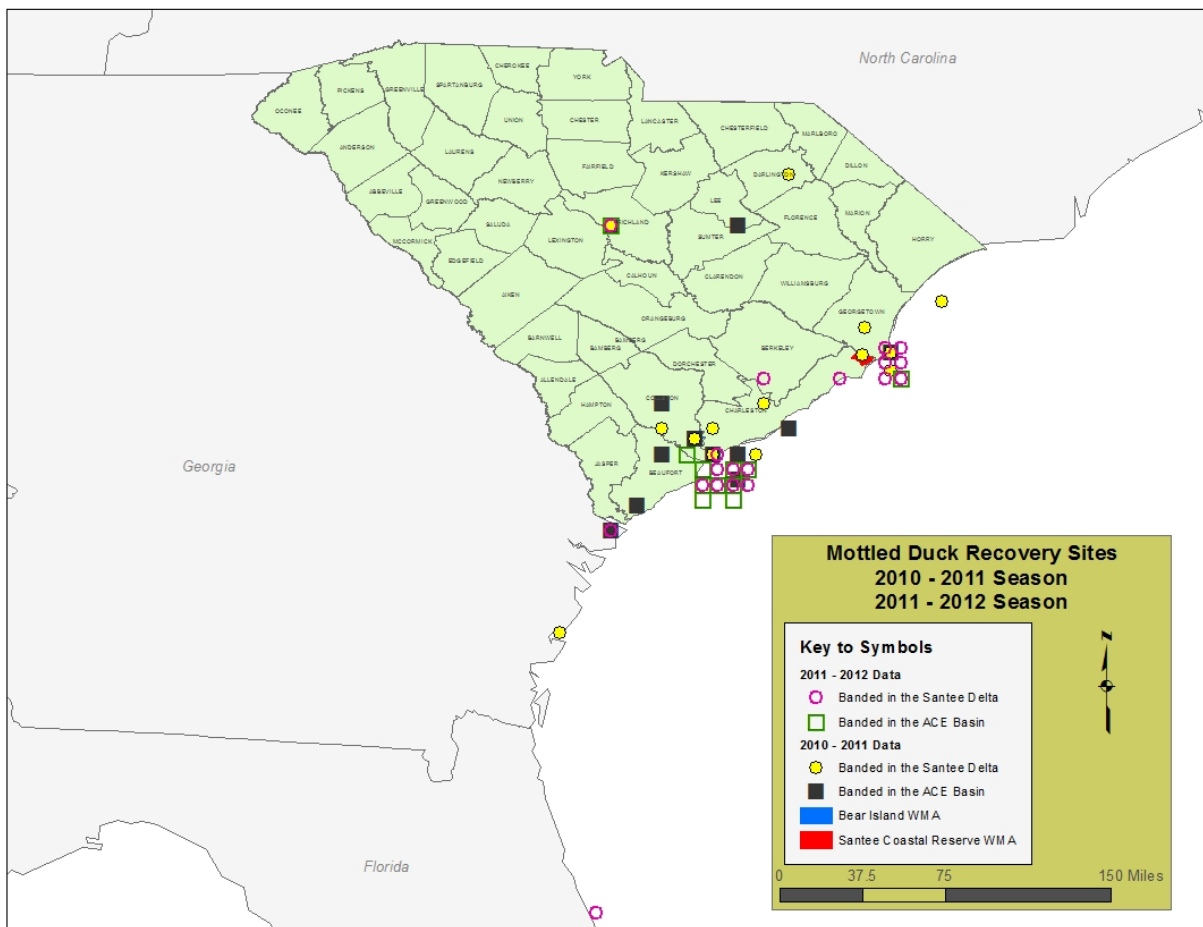 North Carolina
CHEROKEE
YORK
SPARTANBURG
GREENVILLE
PICKENS
OCONEE
UNION
CHESTER
LANCASTER
CHESTERFIELD
MARLBORO
ANDERSON
LAURENS
FAIRFIELD
KERSHAW
DARLINGTON
DILLON
NEWBERRY
ABBEVILLE
GREENWOOD
LEE
MARION
FLORENCE
SALUDA
RICHLAND
LEXINGTON
SUMTER
HORRY
MCCORMICK
EDGEFIELD
CALHOUN
CLARENDON
WILLIAMSBURG
AIKEN
ORANGEBURG
GEORGETOWN
BARNWELL
BAMBERG
BAMBERG
BERKELEY
DORCHESTER
ALLENDALE
HAMPTON
CHARLESTON
JASPER
BEAUFORT
Georgia
Florida
Mottled Duck Recovery Sites
2010 - 2011 Season
2011 - 2012 Season
Key to Symbols
2011 - 2012 Data
Banded in the Santee Delta
Banded in the ACE Basin
2010 - 2011 Data
Banded in the Santee Delta
Banded in the ACE Basin
Bear Island WMA
Santee Coastal Reserve WMA
N
0 37.5 75 150 Miles